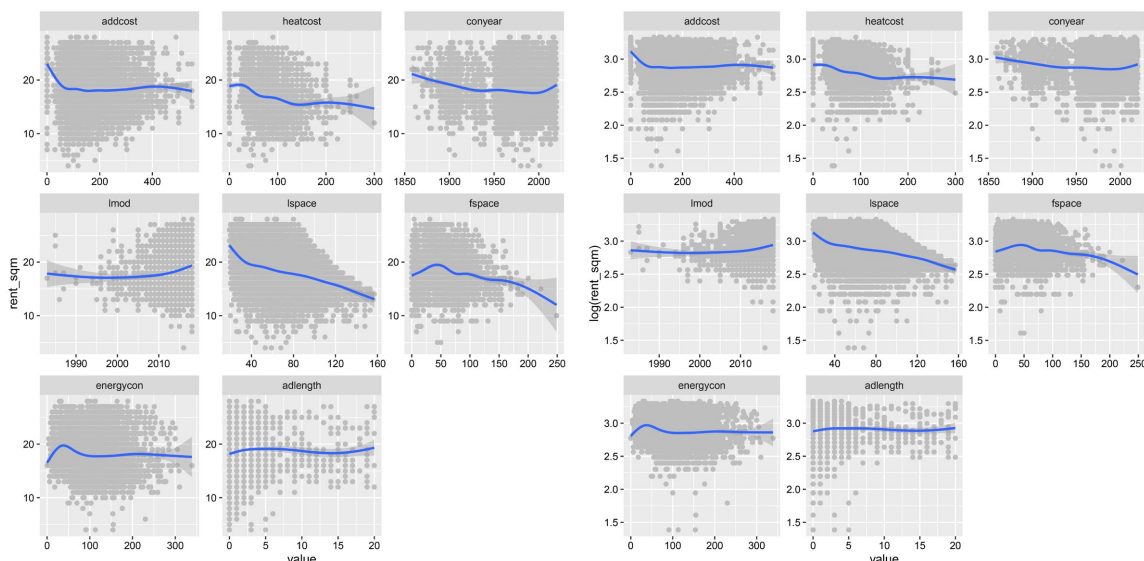 addcost heatcost conyear
20
10
0 200 400 0 100 200 300 1850 1900 1950 2000
lmod lspace fspace
rent_sqm
20
10
1990 2000 2010 40 80 120 160 0 50 100 150 200 250
energycon adlength
20
10
0 100 200 300 0 5 10 15 20
value
addcost heatcost conyear
3.0
2.5
2.0
1.5
0 200 400 0 100 200 300 1850 1900 1950 2000
lmod lspace fspace
log(rent_sqm)
3.0
2.5
2.0
1.5
1990 2000 2010 40 80 120 160 0 50 100 150 200 250
energycon adlength
3.0
2.5
2.0
1.5
0 100 200 300 0 5 10 15 20
value